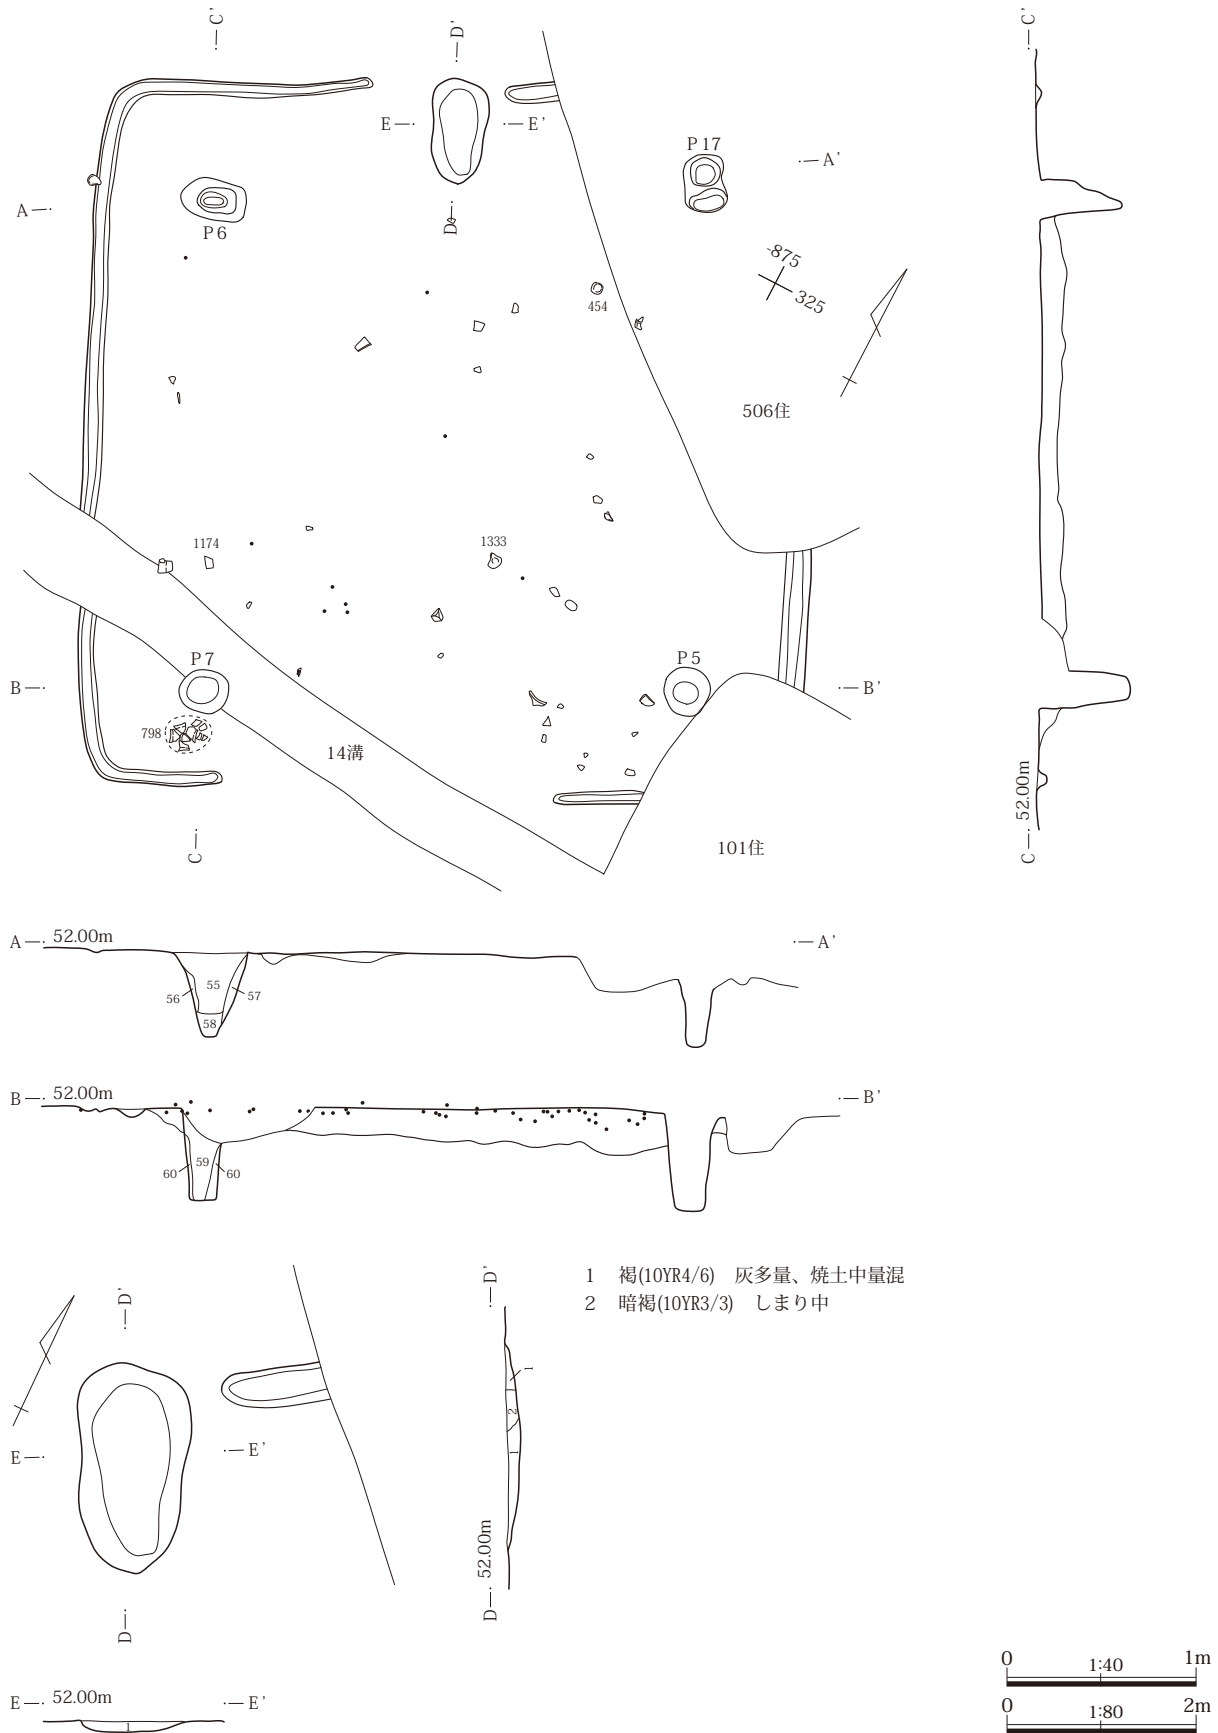 C'
D'
C'
E
E'
P17
A'
A
P6
D
-875
325
454
506住
1174
1333
P7
P5
B
B'
798
14溝
C
101住
C 52.00m
A 52.00m
A'
55
56
57
58
B 52.00m
B'
59
60
60
1 褐(10YR4/6) 灰多量、焼土中量混
2 暗褐(10YR3/3) しまり中
D'
D'
1
2
1
E
E'
D
D 52.00m
E 52.00m
E'
1
0 1:40 1m
0 1:80 2m